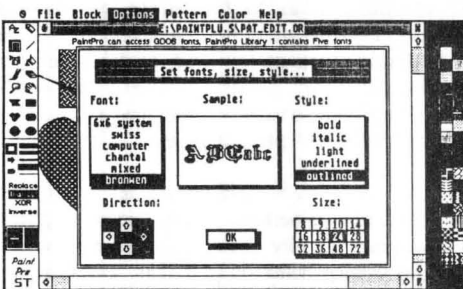 File Block Options Pattern Color Help
E:\PAINTPLU.S\PAT_EDIT.OR
PaintPro can access GDOS fonts, PaintPro Library 1 contains Five fonts
Set fonts, size, style...
Font: Sample: Style:
6x6 system
swiss
computer
chantal
mixed
bronwen
ABCabc
bold
italic
light
underlined
outlined
Direction: Size:
OK
8 9 10 14
16 18 24 28
32 36 48 72
Replace
XOR
Inverse
Paint
Pro
ST